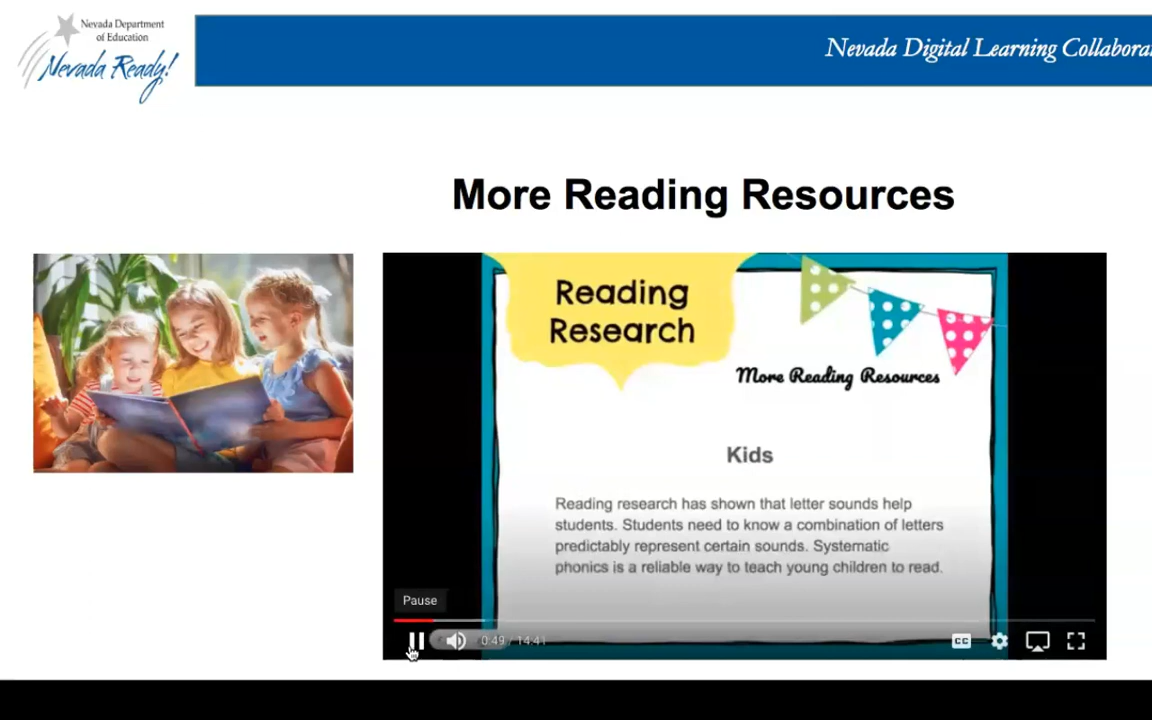 Nevada Department
of Education
Nevada Ready!
Nevada Digital Learning Collabora
More Reading Resources
Reading
Research
More Reading Resources
Kids
Reading research has shown that letter sounds help
students. Students need to know a combination of letters
predictably represent certain sounds. Systematic
phonics is a reliable way to teach young children to read.
Pause
0:49 / 14:41
CC